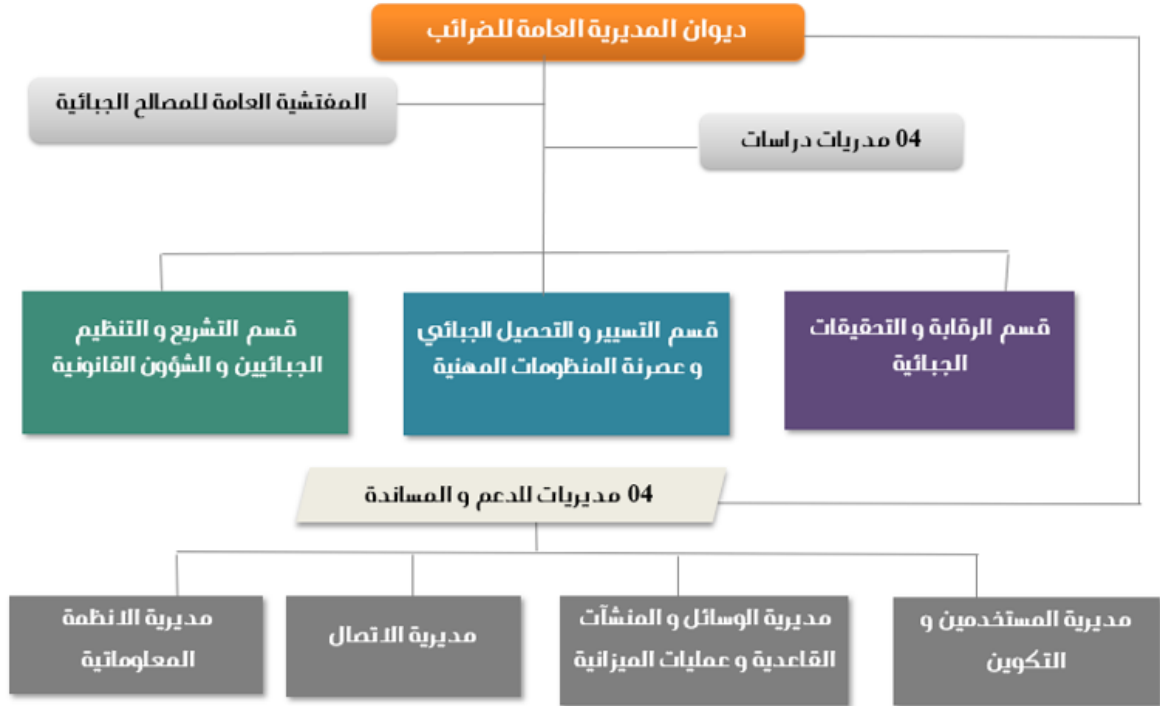 ديوان المديرية العامة للضرائب
المفتشية العامة للمصالح الجبائية
04 مدريات دراسات
قسم الرقابة و التحقيقات
الجبائية
قسم التسيير و التحصيل الجبائي
و عصرنة المنظومات المهنية
قسم التشريع و التنظيم
الجبائيين و الشؤون القانونية
04 مديريات للدعم و المساندة
مديرية المستخدمين و
التكوين
مديرية الوسائل و المنشآت
القاعدية و عمليات الميزانية
مديرية الاتصال
مديرية الانظمة
المعلوماتية